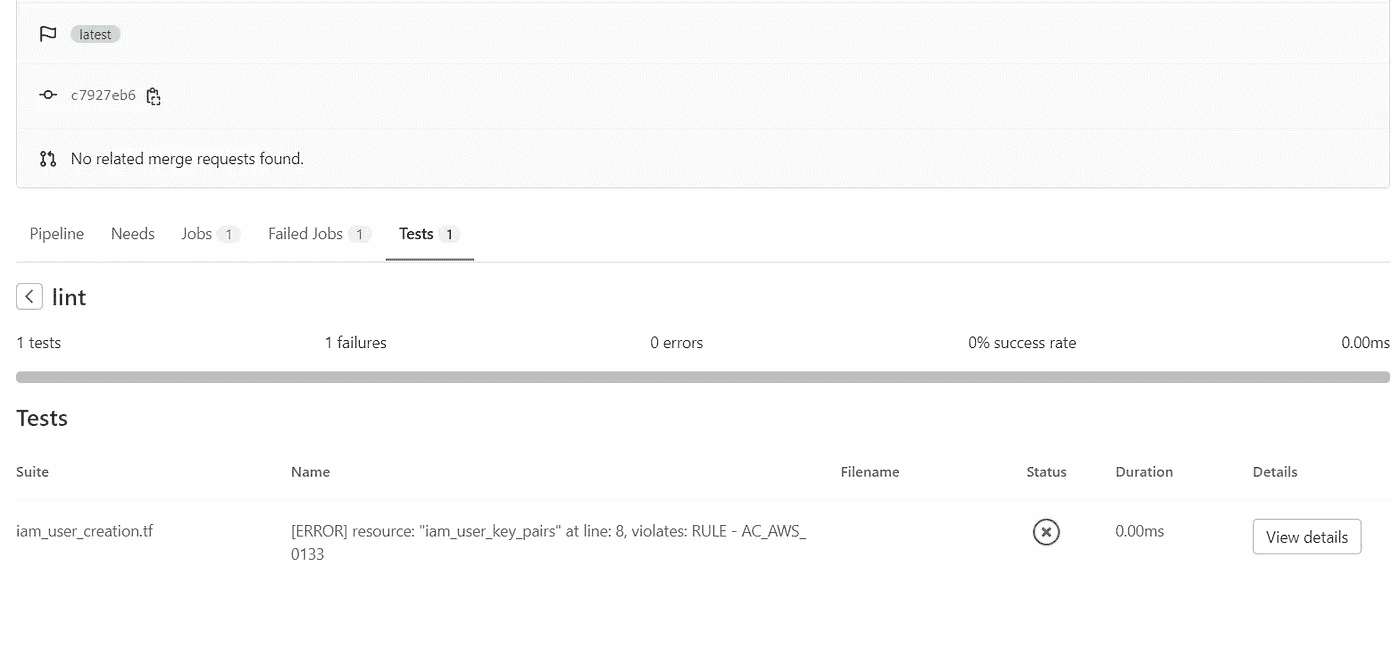 latest
c7927eb6
No related merge requests found.
Pipeline Needs Jobs 1 Failed Jobs 1 Tests 1
lint
1 tests 1 failures 0 errors 0% success rate 0.00ms
Tests
Suite Name Filename Status Duration Details
iam_user_creation.tf [ERROR] resource: "iam_user_key_pairs" at line: 8, violates: RULE - AC_AWS_ 0.00ms View details
0133